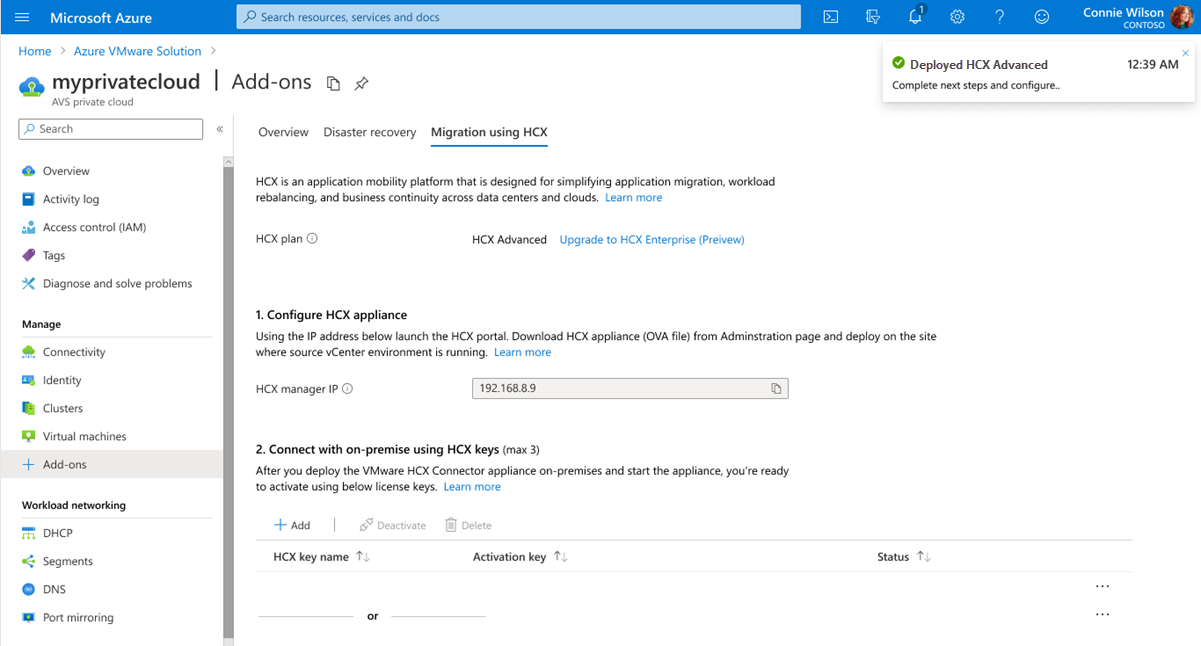 Microsoft Azure
Search resources, services and docs
1
Connie Wilson
CONTOSO
Home > Azure VMware Solution >
Deployed HCX Advanced 12:39 AM
Complete next steps and configure..
myprivatecloud | Add-ons
AVS private cloud
Search
«
Overview
Activity log
Access control (IAM)
Tags
Diagnose and solve problems
Manage
Connectivity
Identity
Clusters
Virtual machines
Add-ons
Workload networking
DHCP
Segments
DNS
Port mirroring
Overview Disaster recovery Migration using HCX
HCX is an application mobility platform that is designed for simplifying application migration, workload
rebalancing, and business continuity across data centers and clouds. Learn more
HCX plan HCX Advanced Upgrade to HCX Enterprise (Preivew)
1. Configure HCX appliance
Using the IP address below launch the HCX portal. Download HCX appliance (OVA file) from Adminstration page and deploy on the site
where source vCenter environment is running. Learn more
HCX manager IP 192.168.8.9
2. Connect with on-premise using HCX keys (max 3)
After you deploy the VMware HCX Connector appliance on-premises and start the appliance, you're ready
to activate using below license keys. Learn more
Add | Deactivate Delete
HCX key name Activation key Status
...
or ...